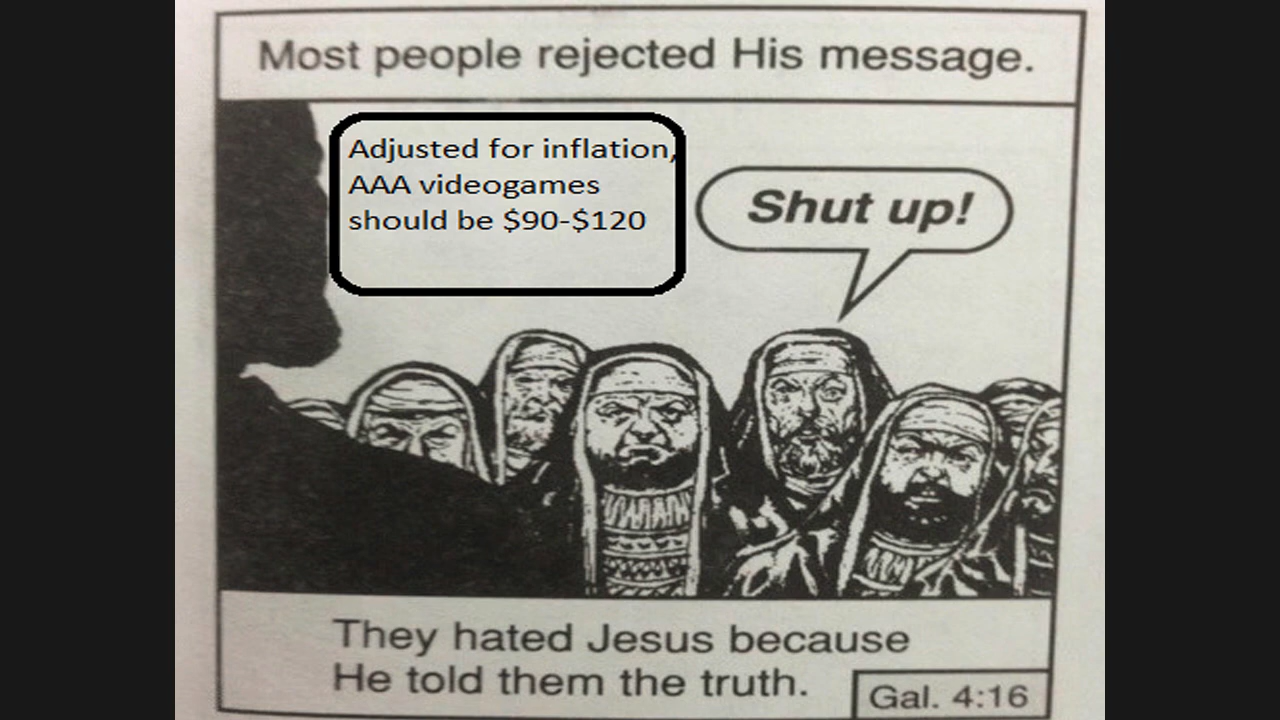 Most people rejected His message.
Adjusted for inflation,
AAA videogames
should be $90-$120
Shut up!
They hated Jesus because
He told them the truth.
Gal. 4:16